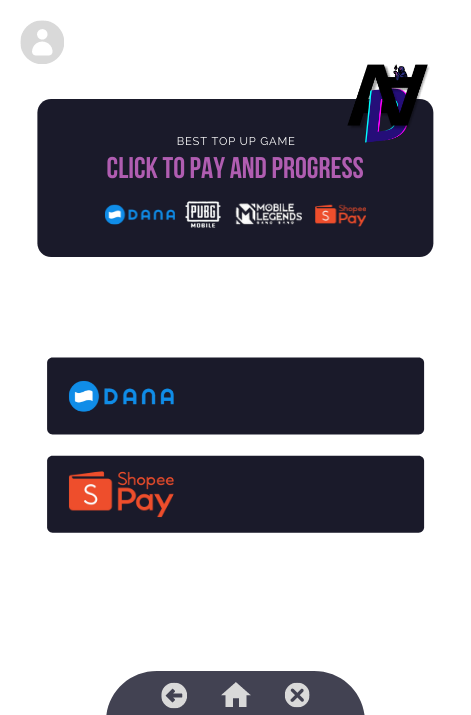 BEST TOP UP GAME
CLICK TO PAY AND PROGRESS
DANA PUBG MOBILE MOBILE LEGENDS BANG BANG S Shopee Pay
DANA
S Shopee Pay